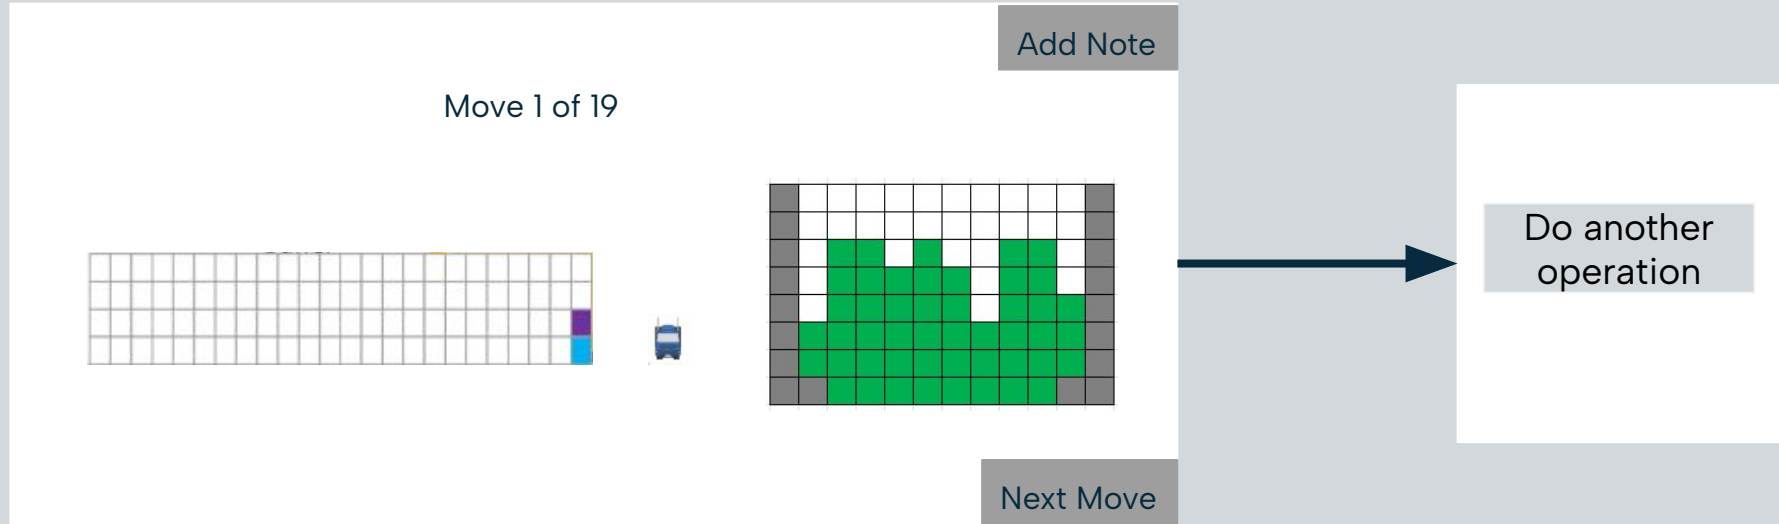 Add Note
Move 1 of 19
Do another
operation
Next Move